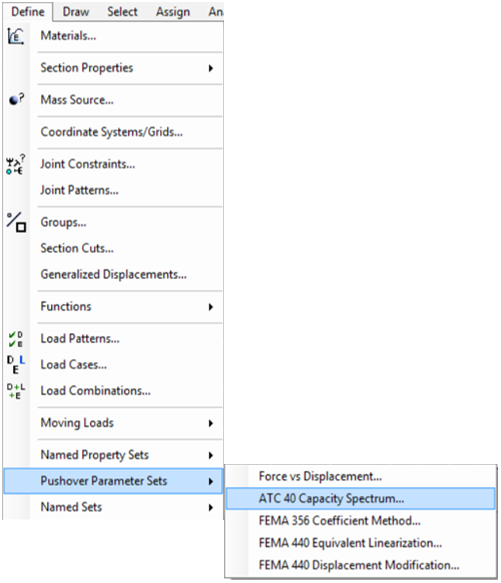 Define Draw Select Assign An
Materials...
Section Properties
Mass Source...
Coordinate Systems/Grids...
Joint Constraints...
Joint Patterns...
Groups...
Section Cuts...
Generalized Displacements...
Functions
Load Patterns...
Load Cases...
Load Combinations...
Moving Loads
Named Property Sets
Pushover Parameter Sets
Named Sets
Force vs Displacement...
ATC 40 Capacity Spectrum...
FEMA 356 Coefficient Method...
FEMA 440 Equivalent Linearization...
FEMA 440 Displacement Modification...